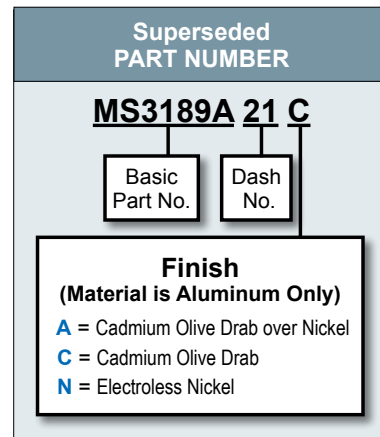 Superseded
PART NUMBER
MS3189A 21 C
Basic
Part No.
Dash
No.
Finish
(Material is Aluminum Only)
A = Cadmium Olive Drab over Nickel
C = Cadmium Olive Drab
N = Electroless Nickel